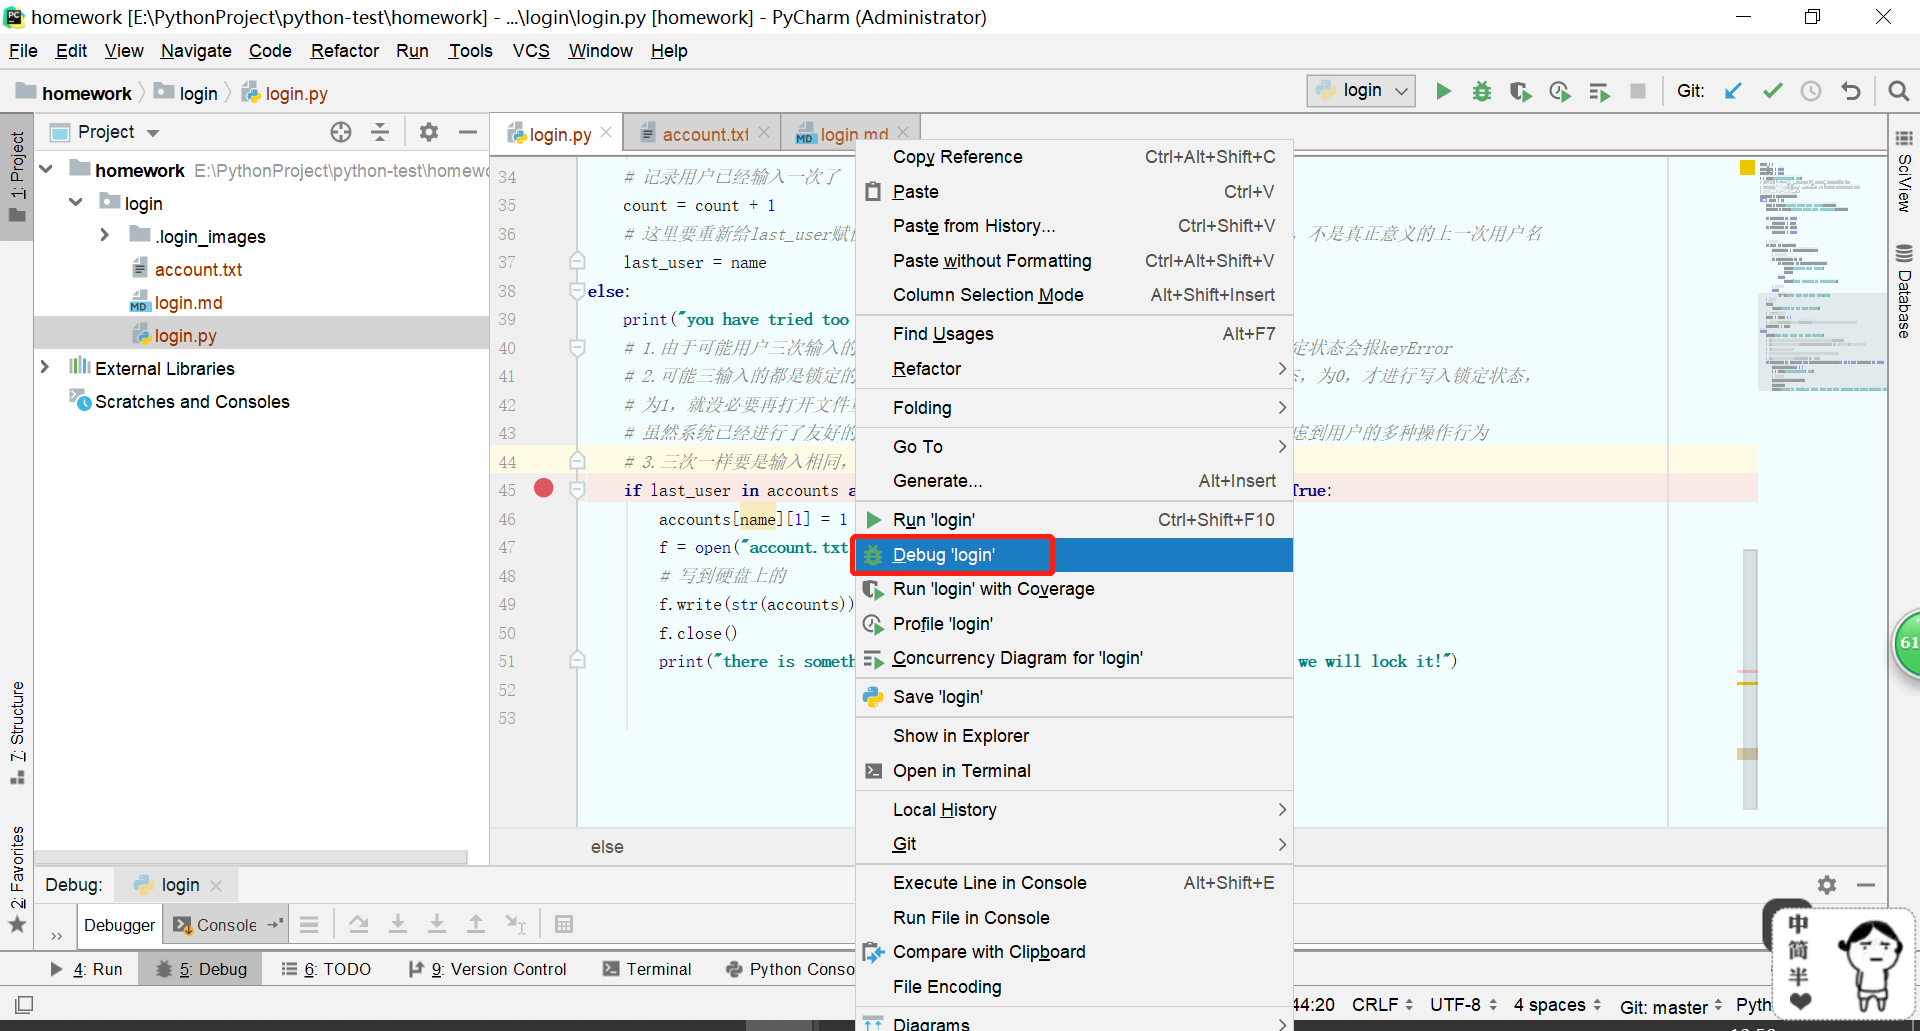 homework [E:\PythonProject\python-test\homework] - ...\login\login.py [homework] - PyCharm (Administrator)
File Edit View Navigate Code Refactor Run Tools VCS Window Help
homework login login.py
login
Git:
Project
login.py
account.txt
login.md
1: Project
7: Structure
2: Favorites
homework E:\PythonProject\python-test\homewo
login
.login_images
account.txt
login.md
login.py
External Libraries
Scratches and Consoles
34 # 记录用户已经输入一次了
35 count = count + 1
36 # 这里要重新给last_user赋 , 不是真正意义的上一次用户名
37 last_user = name
38 else:
39 print("you have tried too
40 # 1.由于可能用户三次输入的 定状态会报keyError
41 # 2.可能三输入的都是锁定的 , 为0，才进行写入锁定状态，
42 # 为1，就没必要再打开文件
43 # 虽然系统已经进行了友好的 虑到用户的多种操作行为
44 # 3.三次一样要是输入相同，
45 if last_user in accounts a True:
46 accounts[name][1] = 1
47 f = open("account.txt
48 # 写到硬盘上的
49 f.write(str(accounts))
50 f.close()
51 print("there is someth we will lock it!")
52
53
else
Copy Reference Ctrl+Alt+Shift+C
Paste Ctrl+V
Paste from History... Ctrl+Shift+V
Paste without Formatting Ctrl+Alt+Shift+V
Column Selection Mode Alt+Shift+Insert
Find Usages Alt+F7
Refactor
Folding
Go To
Generate... Alt+Insert
Run 'login' Ctrl+Shift+F10
Debug 'login'
Run 'login' with Coverage
Profile 'login'
Concurrency Diagram for 'login'
Save 'login'
Show in Explorer
Open in Terminal
Local History
Git
Execute Line in Console Alt+Shift+E
Run File in Console
Compare with Clipboard
File Encoding
Diagrams
SciView
Database
61
Debug: login
Debugger Console
4: Run 5: Debug 6: TODO 9: Version Control Terminal Python Conso
44:20 CRLF UTF-8 4 spaces Git: master Pyth
中
简
半